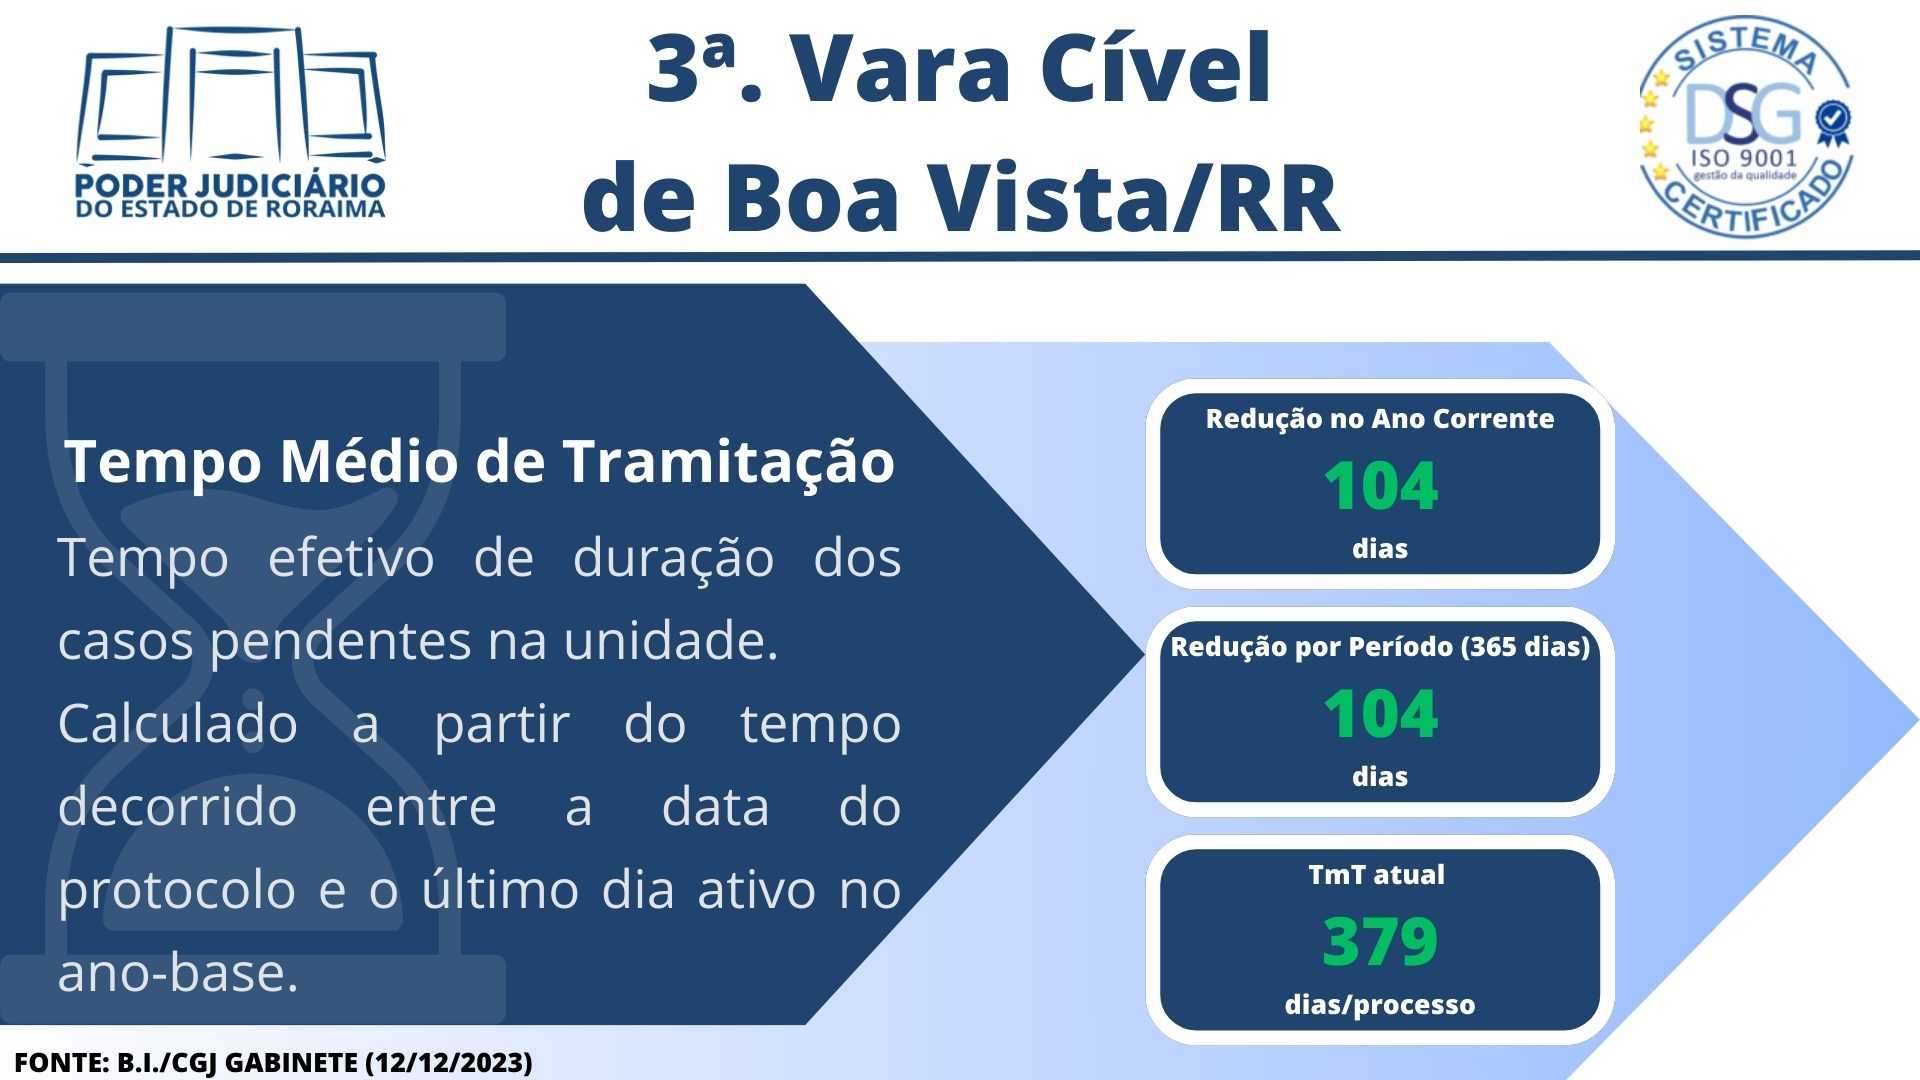 PODER JUDICIÁRIO
DO ESTADO DE RORAIMA
3ª. Vara Cível
de Boa Vista/RR
SISTEMA
DSG
ISO 9001
gestão da qualidade
CERTIFICADO
Tempo Médio de Tramitação
Tempo efetivo de duração dos
casos pendentes na unidade.
Calculado a partir do tempo
decorrido entre a data do
protocolo e o último dia ativo no
ano-base.
Redução no Ano Corrente
104
dias
Redução por Período (365 dias)
104
dias
TmT atual
379
dias/processo
FONTE: B.I./CGJ GABINETE (12/12/2023)